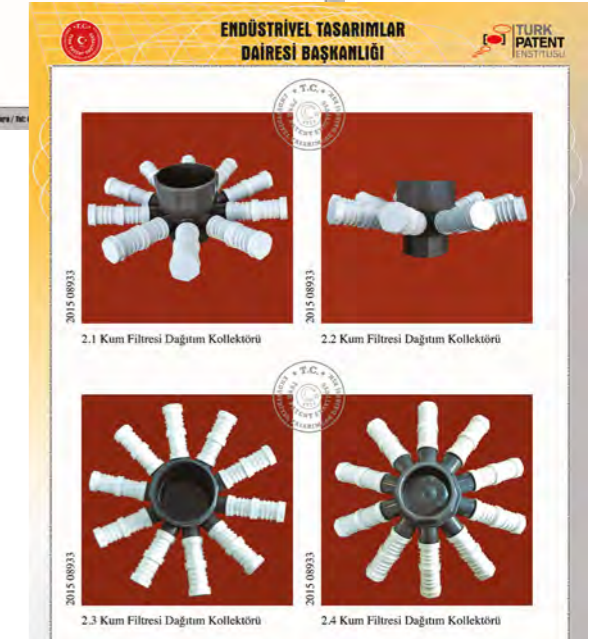 ENDÜSTRİYEL TASARIMLAR
DAİRESİ BAŞKANLIĞI
TURK
PATENT
ENSTITUSU
2015 08933
2.1 Kum Filtresi Dağıtım Kollektörü
2015 08933
2.2 Kum Filtresi Dağıtım Kollektörü
T.C.
2015 08933
2.3 Kum Filtresi Dağıtım Kollektörü
2015 08933
2.4 Kum Filtresi Dağıtım Kollektörü
T.C.